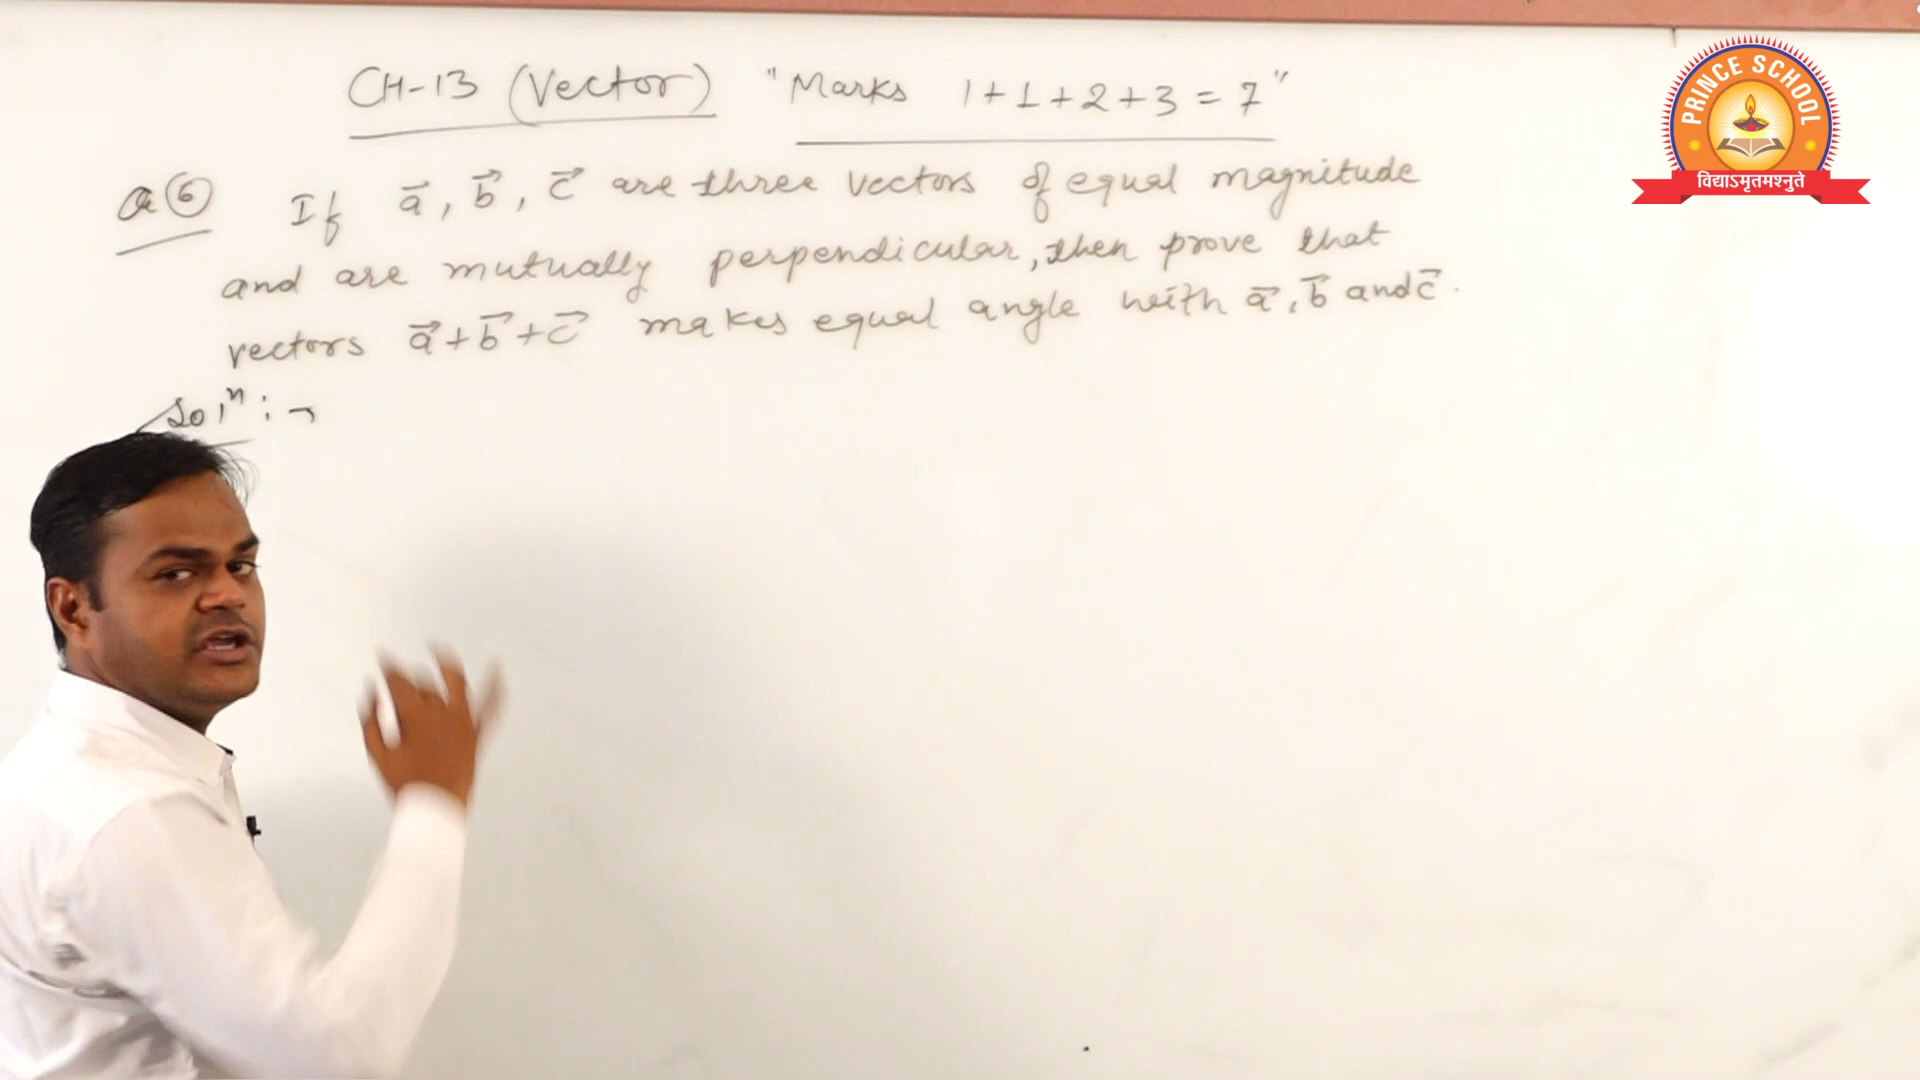 CH-13 (Vector) "Marks 1+1+2+3=7"
PRINCE SCHOOL
विद्याऽमृतमश्नुते
Q⑥ If a⃗, b⃗, c⃗ are three vectors of equal magnitude
and are mutually perpendicular, then prove that
vectors a⃗+b⃗+c⃗ makes equal angle with a⃗, b⃗ and c⃗.
Solⁿ:¬